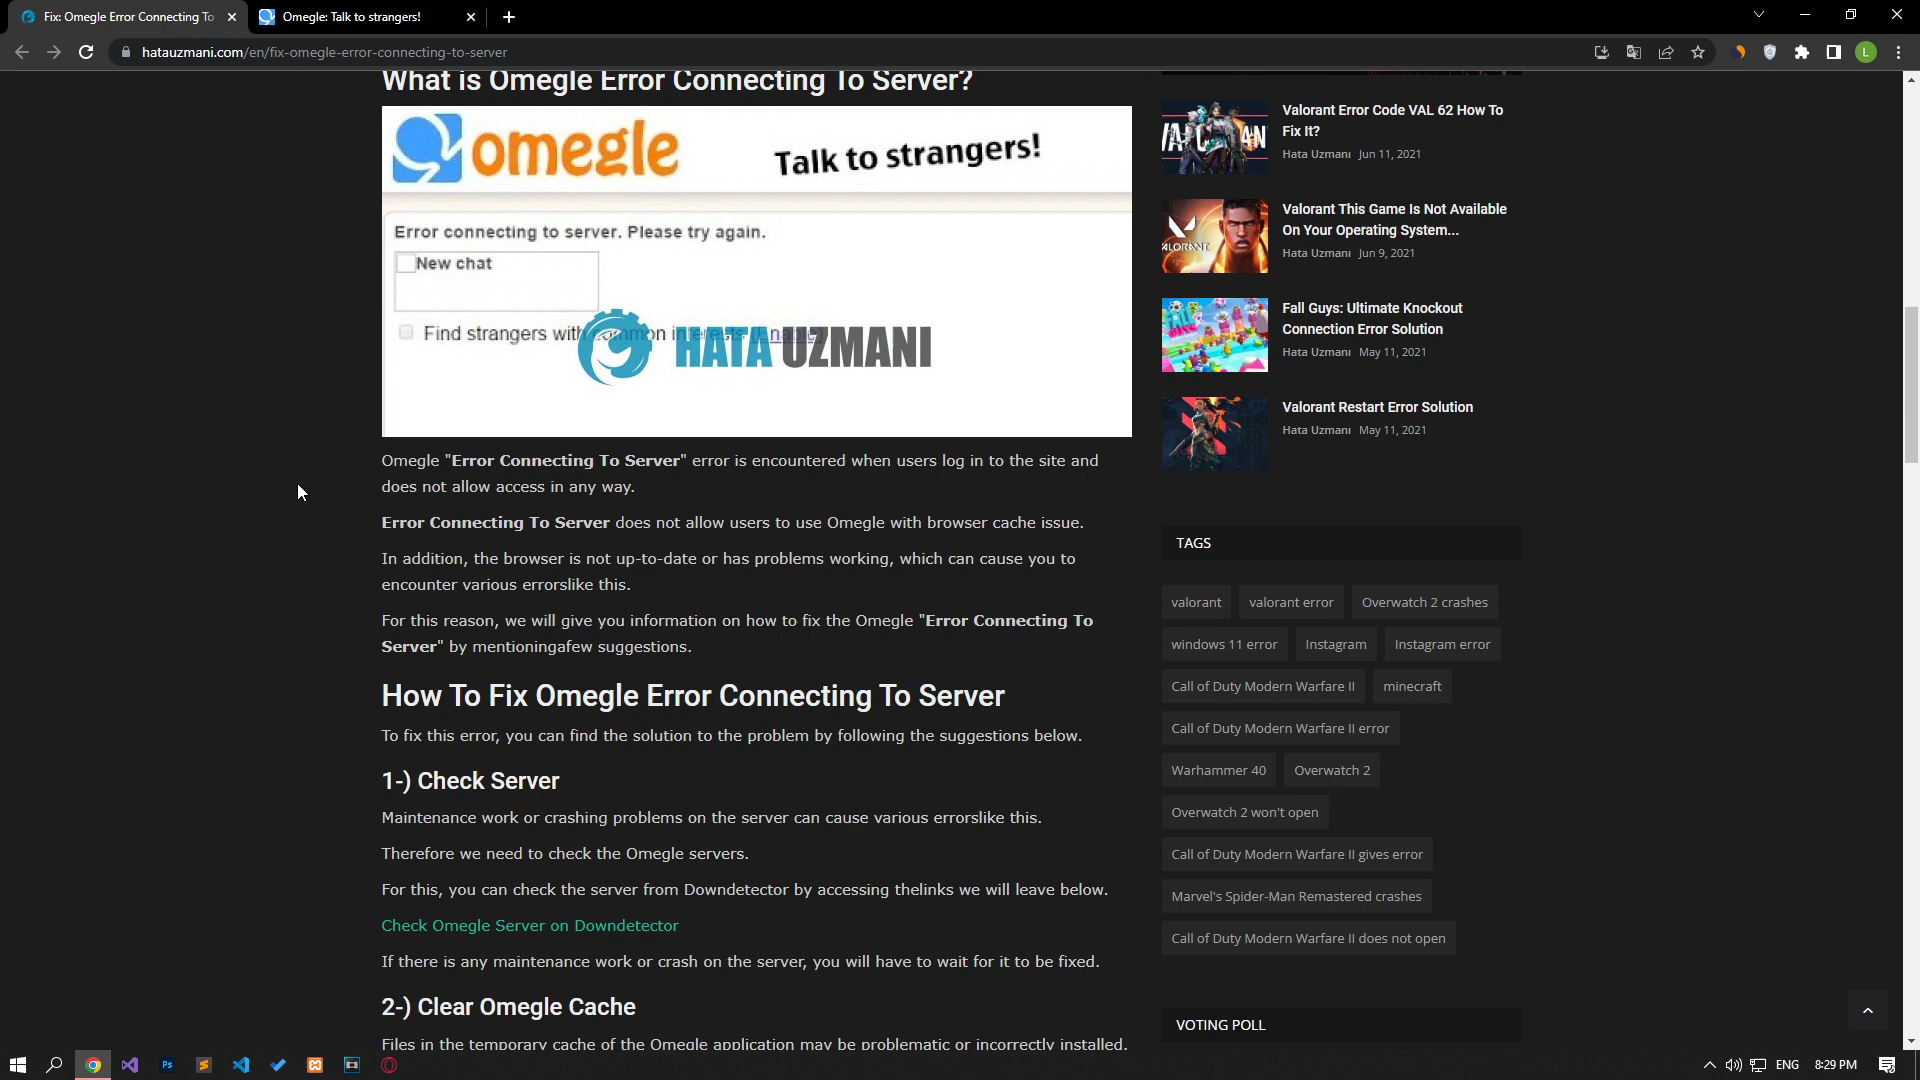 Fix: Omegle Error Connecting To
Omegle: Talk to strangers!
hatauzmani.com/en/fix-omegle-error-connecting-to-server
L
What is Omegle Error Connecting To Server?
omegle
Talk to strangers!
Error connecting to server. Please try again.
New chat
Find strangers with common interests (Enable)
HATA UZMANI
Omegle "Error Connecting To Server" error is encountered when users log in to the site and
does not allow access in any way.
Error Connecting To Server does not allow users to use Omegle with browser cache issue.
In addition, the browser is not up-to-date or has problems working, which can cause you to
encounter various errorslike this.
For this reason, we will give you information on how to fix the Omegle "Error Connecting To
Server" by mentioningafew suggestions.
How To Fix Omegle Error Connecting To Server
To fix this error, you can find the solution to the problem by following the suggestions below.
1-) Check Server
Maintenance work or crashing problems on the server can cause various errorslike this.
Therefore we need to check the Omegle servers.
For this, you can check the server from Downdetector by accessing thelinks we will leave below.
Check Omegle Server on Downdetector
If there is any maintenance work or crash on the server, you will have to wait for it to be fixed.
2-) Clear Omegle Cache
Files in the temporary cache of the Omegle application may be problematic or incorrectly installed.
Valorant Error Code VAL 62 How To
Fix It?
Hata Uzmanı Jun 11, 2021
VALORANT
Valorant This Game Is Not Available
On Your Operating System...
Hata Uzmanı Jun 9, 2021
Fall Guys: Ultimate Knockout
Connection Error Solution
Hata Uzmanı May 11, 2021
Valorant Restart Error Solution
Hata Uzmanı May 11, 2021
TAGS
valorant valorant error Overwatch 2 crashes
windows 11 error Instagram Instagram error
Call of Duty Modern Warfare II minecraft
Call of Duty Modern Warfare II error
Warhammer 40 Overwatch 2
Overwatch 2 won't open
Call of Duty Modern Warfare II gives error
Marvel's Spider-Man Remastered crashes
Call of Duty Modern Warfare II does not open
VOTING POLL
Ps
ENG 8:29 PM